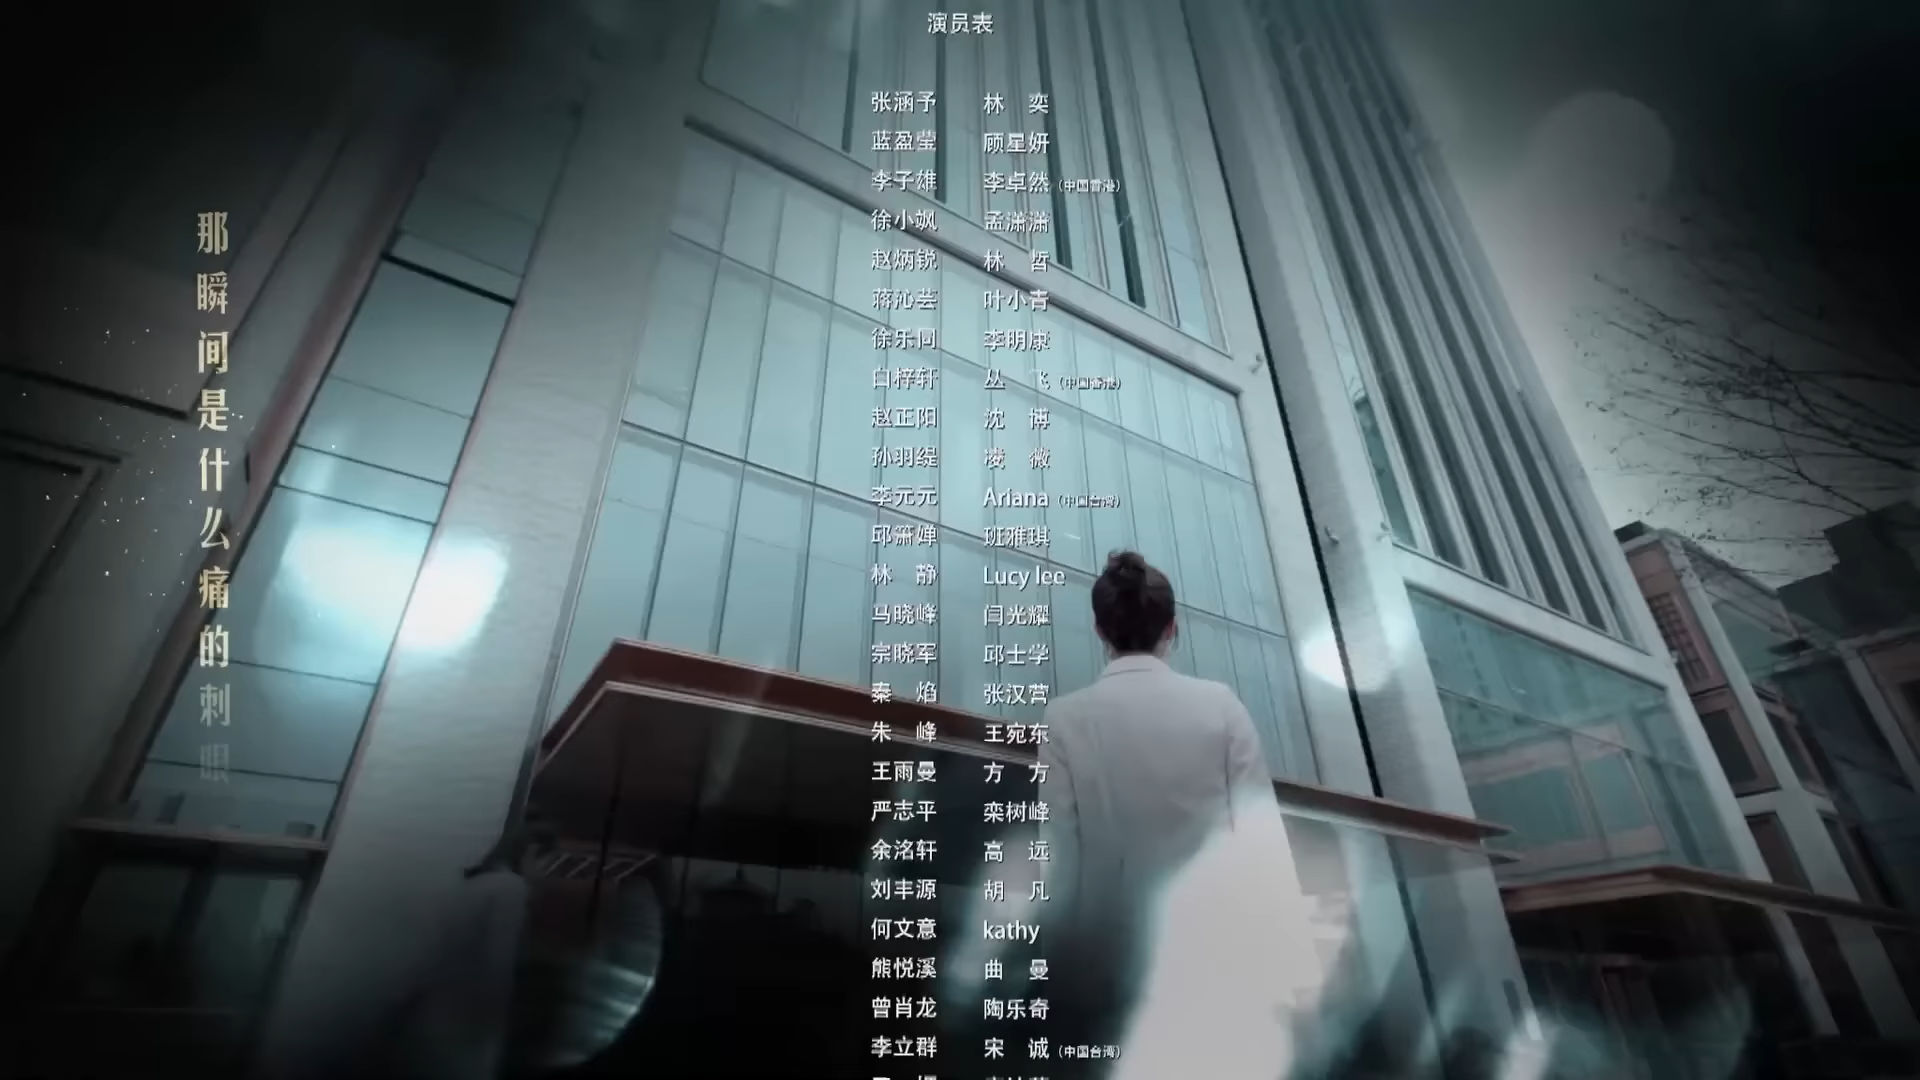 演员表
张涵予 林 奕
蓝盈莹 顾星妍
李子雄 李卓然（中国香港）
徐小飒 孟潇潇
赵炳锐 林 哲
蒋沁芸 叶小青
徐乐同 李明康
白梓轩 丛 飞（中国香港）
赵正阳 沈 博
孙羽缇 凌 薇
李元元 Ariana（中国台湾）
邱萧婵 班雅琪
林 静 Lucy lee
马晓峰 闫光耀
宗晓军 邱士学
秦 焰 张汉营
朱 峰 王宛东
王雨曼 方 方
严志平 栾树峰
余洺轩 高 远
刘丰源 胡 凡
何文意 kathy
熊悦溪 曲 曼
曾肖龙 陶乐奇
李立群 宋 诚（中国台湾）
那瞬间是什么痛的刺眼